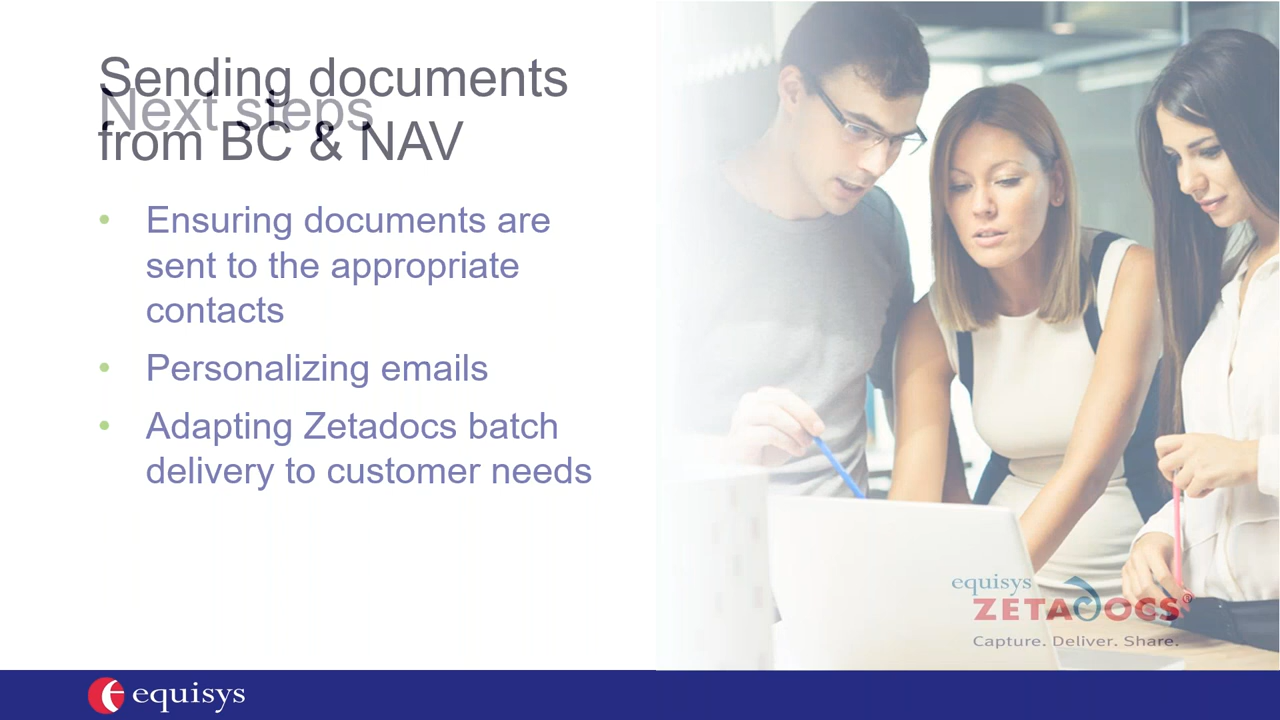 Sending documents
Next steps
from BC & NAV
• Ensuring documents are
sent to the appropriate
contacts
• Personalizing emails
• Adapting Zetadocs batch
delivery to customer needs
equisys
ZETADOCS®
Capture. Deliver. Share.
equisys